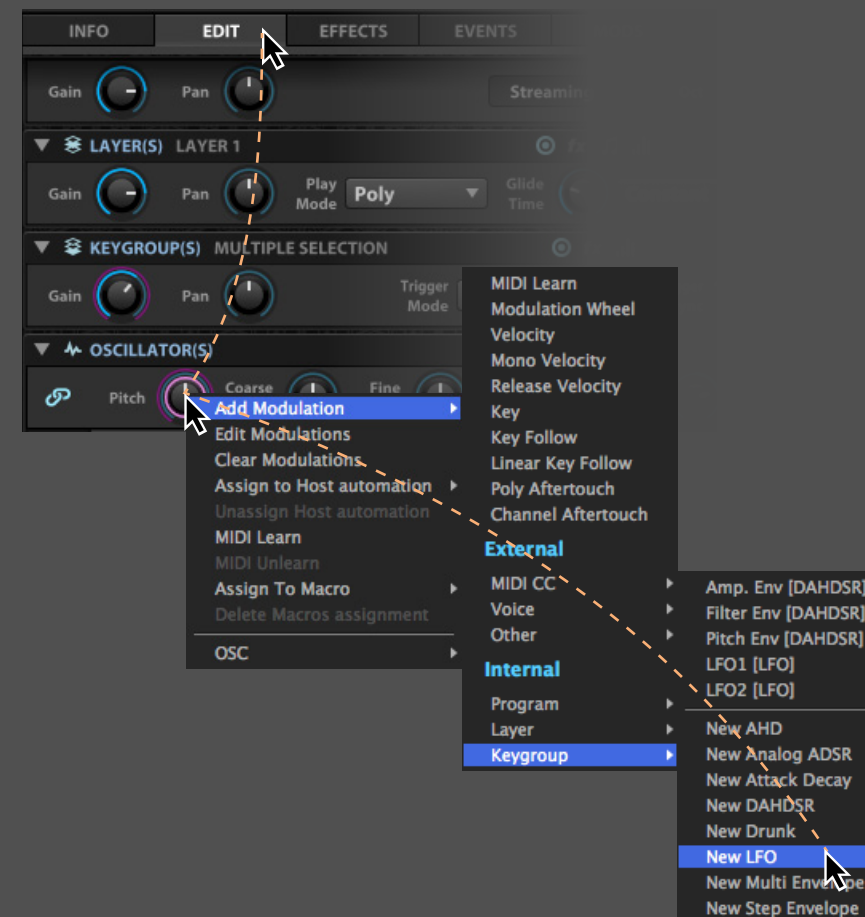 INFO EDIT EFFECTS EVENTS
Gain Pan Streaming
LAYER(S) LAYER 1
Gain Pan Play Mode Poly Glide Time
KEYGROUP(S) MULTIPLE SELECTION
Gain Pan Trigger Mode
OSCILLATOR(S)
Pitch Coarse Fine
Add Modulation
Edit Modulations
Clear Modulations
Assign to Host automation
Unassign Host automation
MIDI Learn
MIDI Unlearn
Assign To Macro
Delete Macros assignment
OSC
MIDI Learn
Modulation Wheel
Velocity
Mono Velocity
Release Velocity
Key
Key Follow
Linear Key Follow
Poly Aftertouch
Channel Aftertouch
External
MIDI CC
Voice
Other
Internal
Program
Layer
Keygroup
Amp. Env [DAHDSR]
Filter Env [DAHDSR]
Pitch Env [DAHDSR]
LFO1 [LFO]
LFO2 [LFO]
New AHD
New Analog ADSR
New Attack Decay
New DAHDSR
New Drunk
New LFO
New Multi Envelope
New Step Envelope